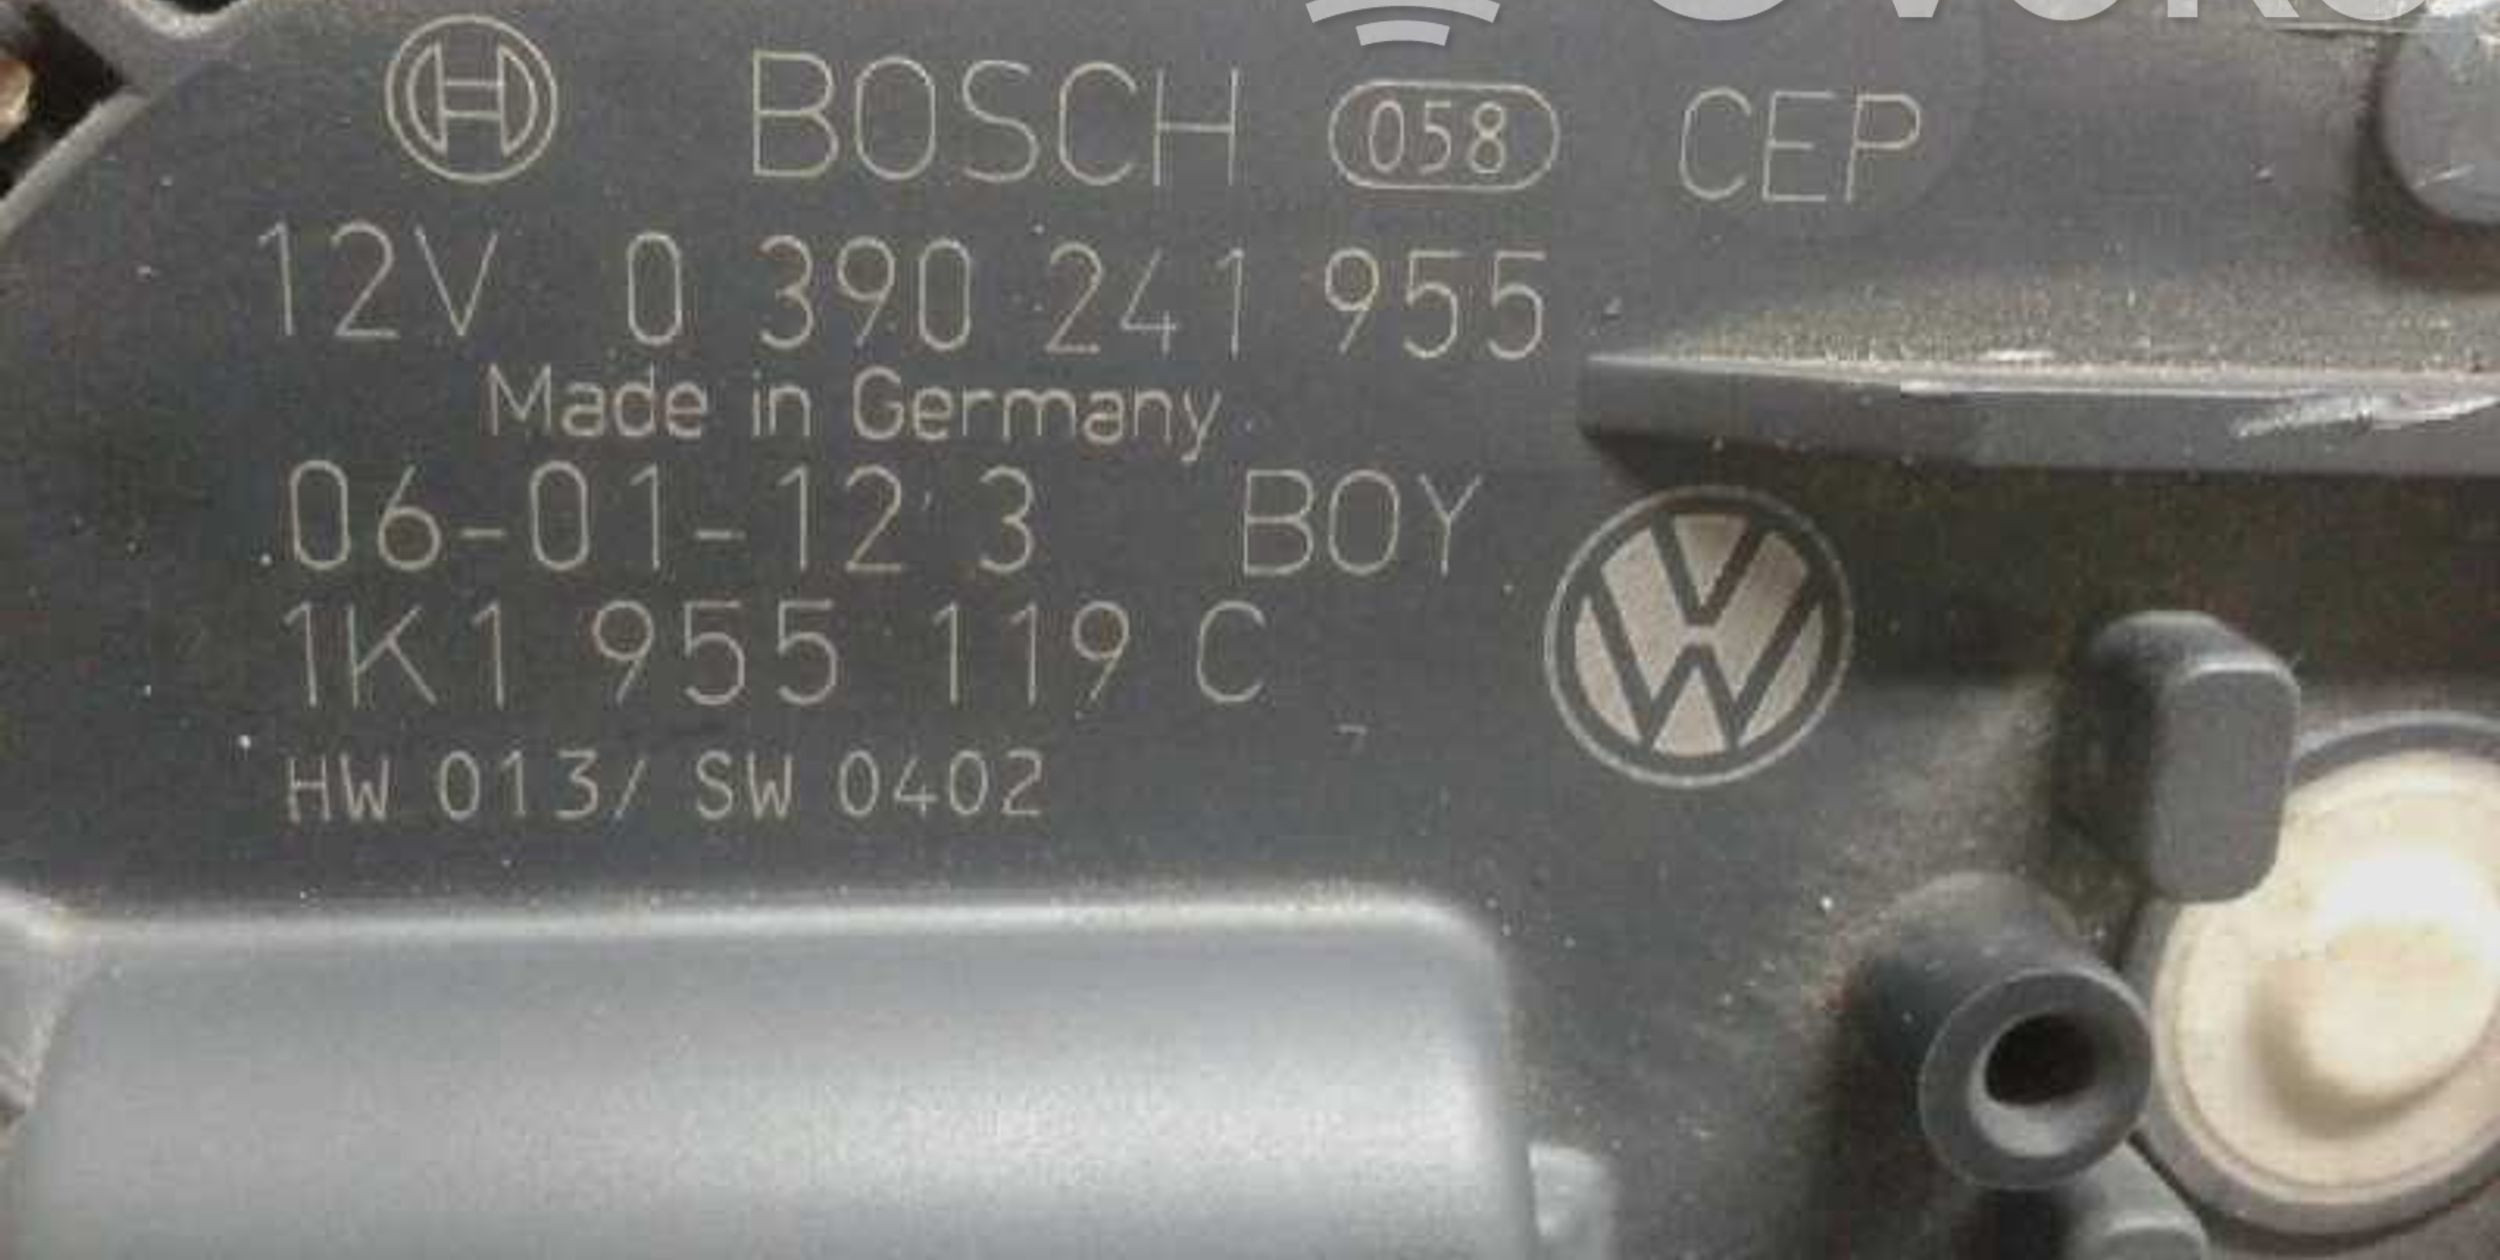 BOSCH 058 CEP
12V 0 390 241 955
Made in Germany
06-01-12 3 BOY
1K1 955 119 C
HW 013/ SW 0402